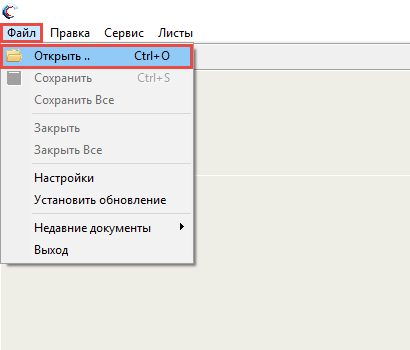 Файл Правка Сервис Листы
Открыть .. Ctrl+O
Сохранить Ctrl+S
Сохранить Все
Закрыть
Закрыть Все
Настройки
Установить обновление
Недавние документы
Выход